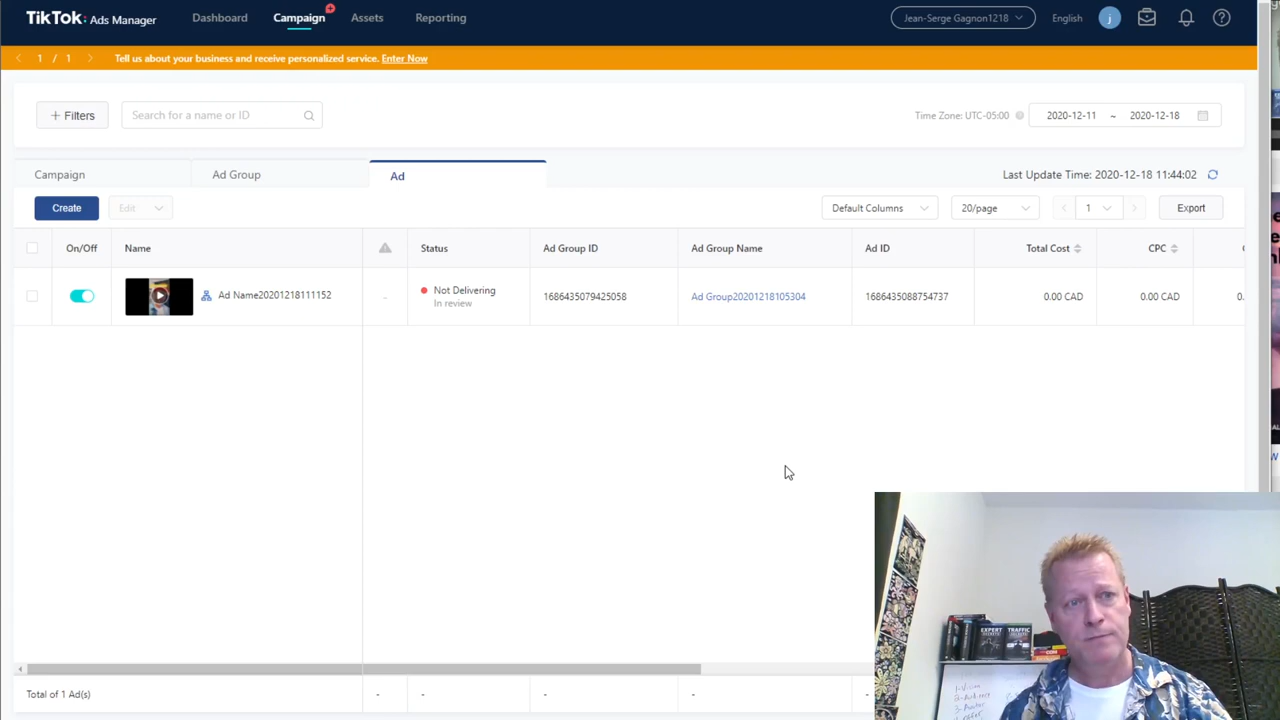 TikTok: Ads Manager Dashboard Campaign Assets Reporting Jean-Serge Gagnon1218 English j
1 / 1 Tell us about your business and receive personalized service. Enter Now
+ Filters Search for a name or ID Time Zone: UTC-05:00 2020-12-11 ~ 2020-12-18
Campaign Ad Group Ad Last Update Time: 2020-12-18 11:44:02
Create Edit Default Columns 20/page 1 Export
On/Off Name Status Ad Group ID Ad Group Name Ad ID Total Cost CPC
Ad Name20201218111152 - Not Delivering 1686435079425058 Ad Group20201218105304 1686435088754737 0.00 CAD 0.00 CAD 0.
In review
EXPERT TRAFFIC
SECRETS
Total of 1 Ad(s) - - - - -